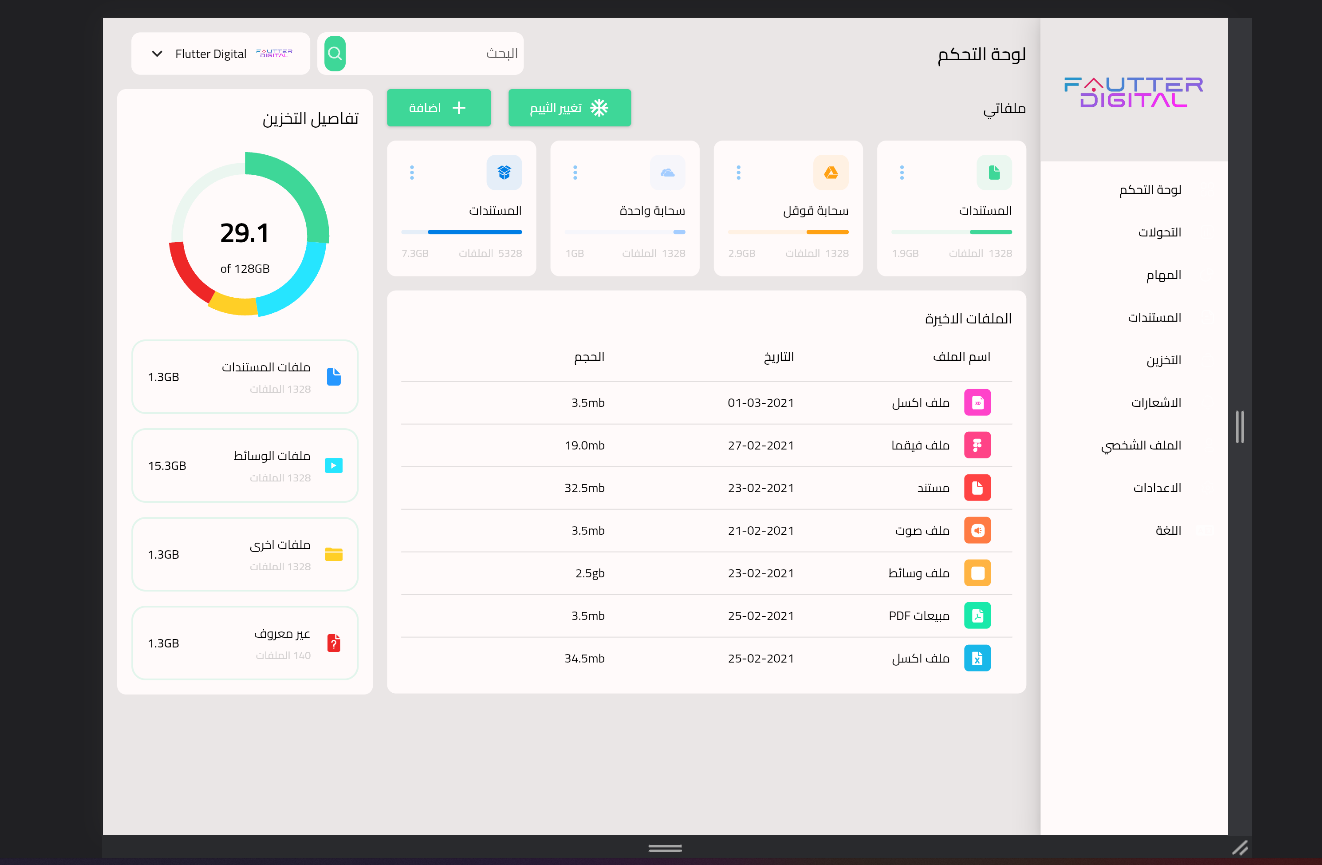 FLUTTER
DIGITAL
لوحة التحكم
التحولات
المهام
المستندات
التخزين
الاشعارات
الملف الشخصي
الاعدادات
اللغة
لوحة التحكم
البحث
FLUTTER DIGITAL Flutter Digital
ملفاتي
تغيير الثييم
اضافة
المستندات
1328 الملفات 1.9GB
سحابة قوقل
1328 الملفات 2.9GB
سحابة واحدة
1328 الملفات 1GB
المستندات
5328 الملفات 7.3GB
الملفات الاخيرة
اسم الملف التاريخ الحجم
ملف اكسل 01-03-2021 3.5mb
ملف فيقما 27-02-2021 19.0mb
مستند 23-02-2021 32.5mb
ملف صوت 21-02-2021 3.5mb
ملف وسائط 23-02-2021 2.5gb
مبيعات PDF 25-02-2021 3.5mb
ملف اكسل 25-02-2021 34.5mb
تفاصيل التخزين
29.1
of 128GB
ملفات المستندات 1.3GB
1328 الملفات
ملفات الوسائط 15.3GB
1328 الملفات
ملفات اخرى 1.3GB
1328 الملفات
غير معروف 1.3GB
140 الملفات